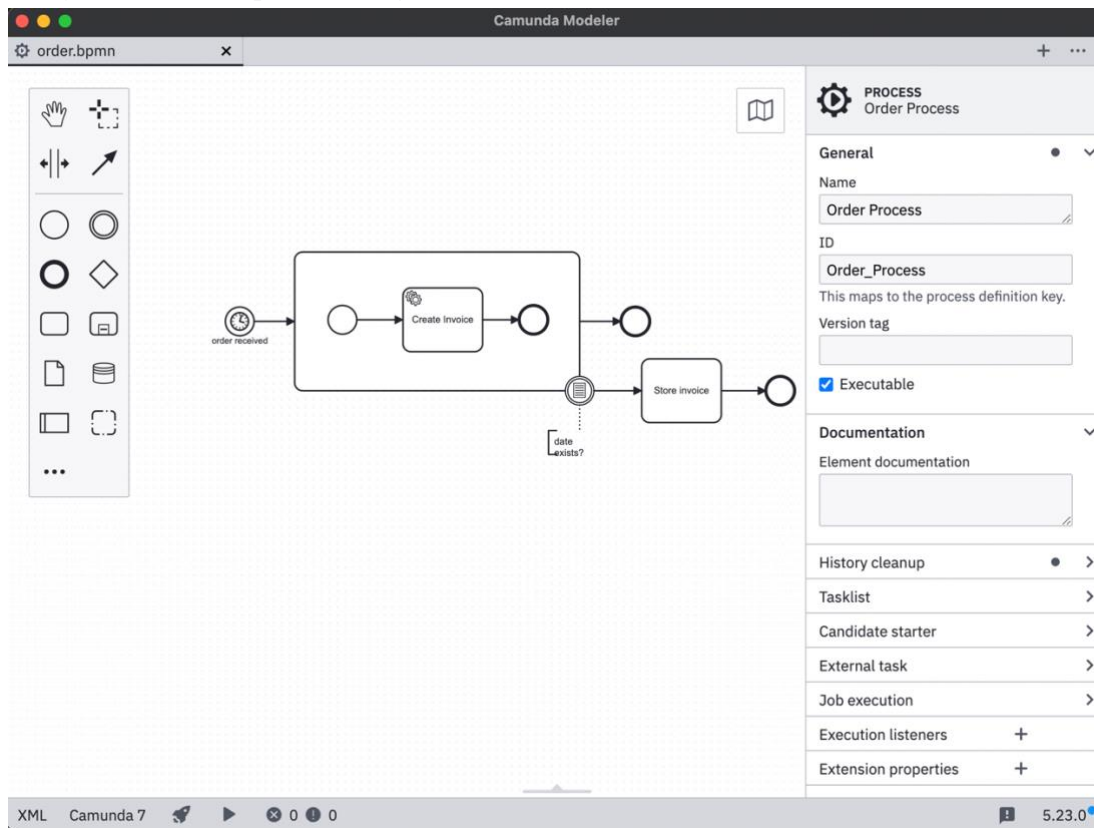 Camunda Modeler
order.bpmn
PROCESS
Order Process
General
Name
Order Process
ID
Order_Process
This maps to the process definition key.
Version tag
Executable
Documentation
Element documentation
History cleanup
Tasklist
Candidate starter
External task
Job execution
Execution listeners
Extension properties
order received
Create Invoice
Store invoice
date
exists?
XML Camunda 7 0 0 5.23.0